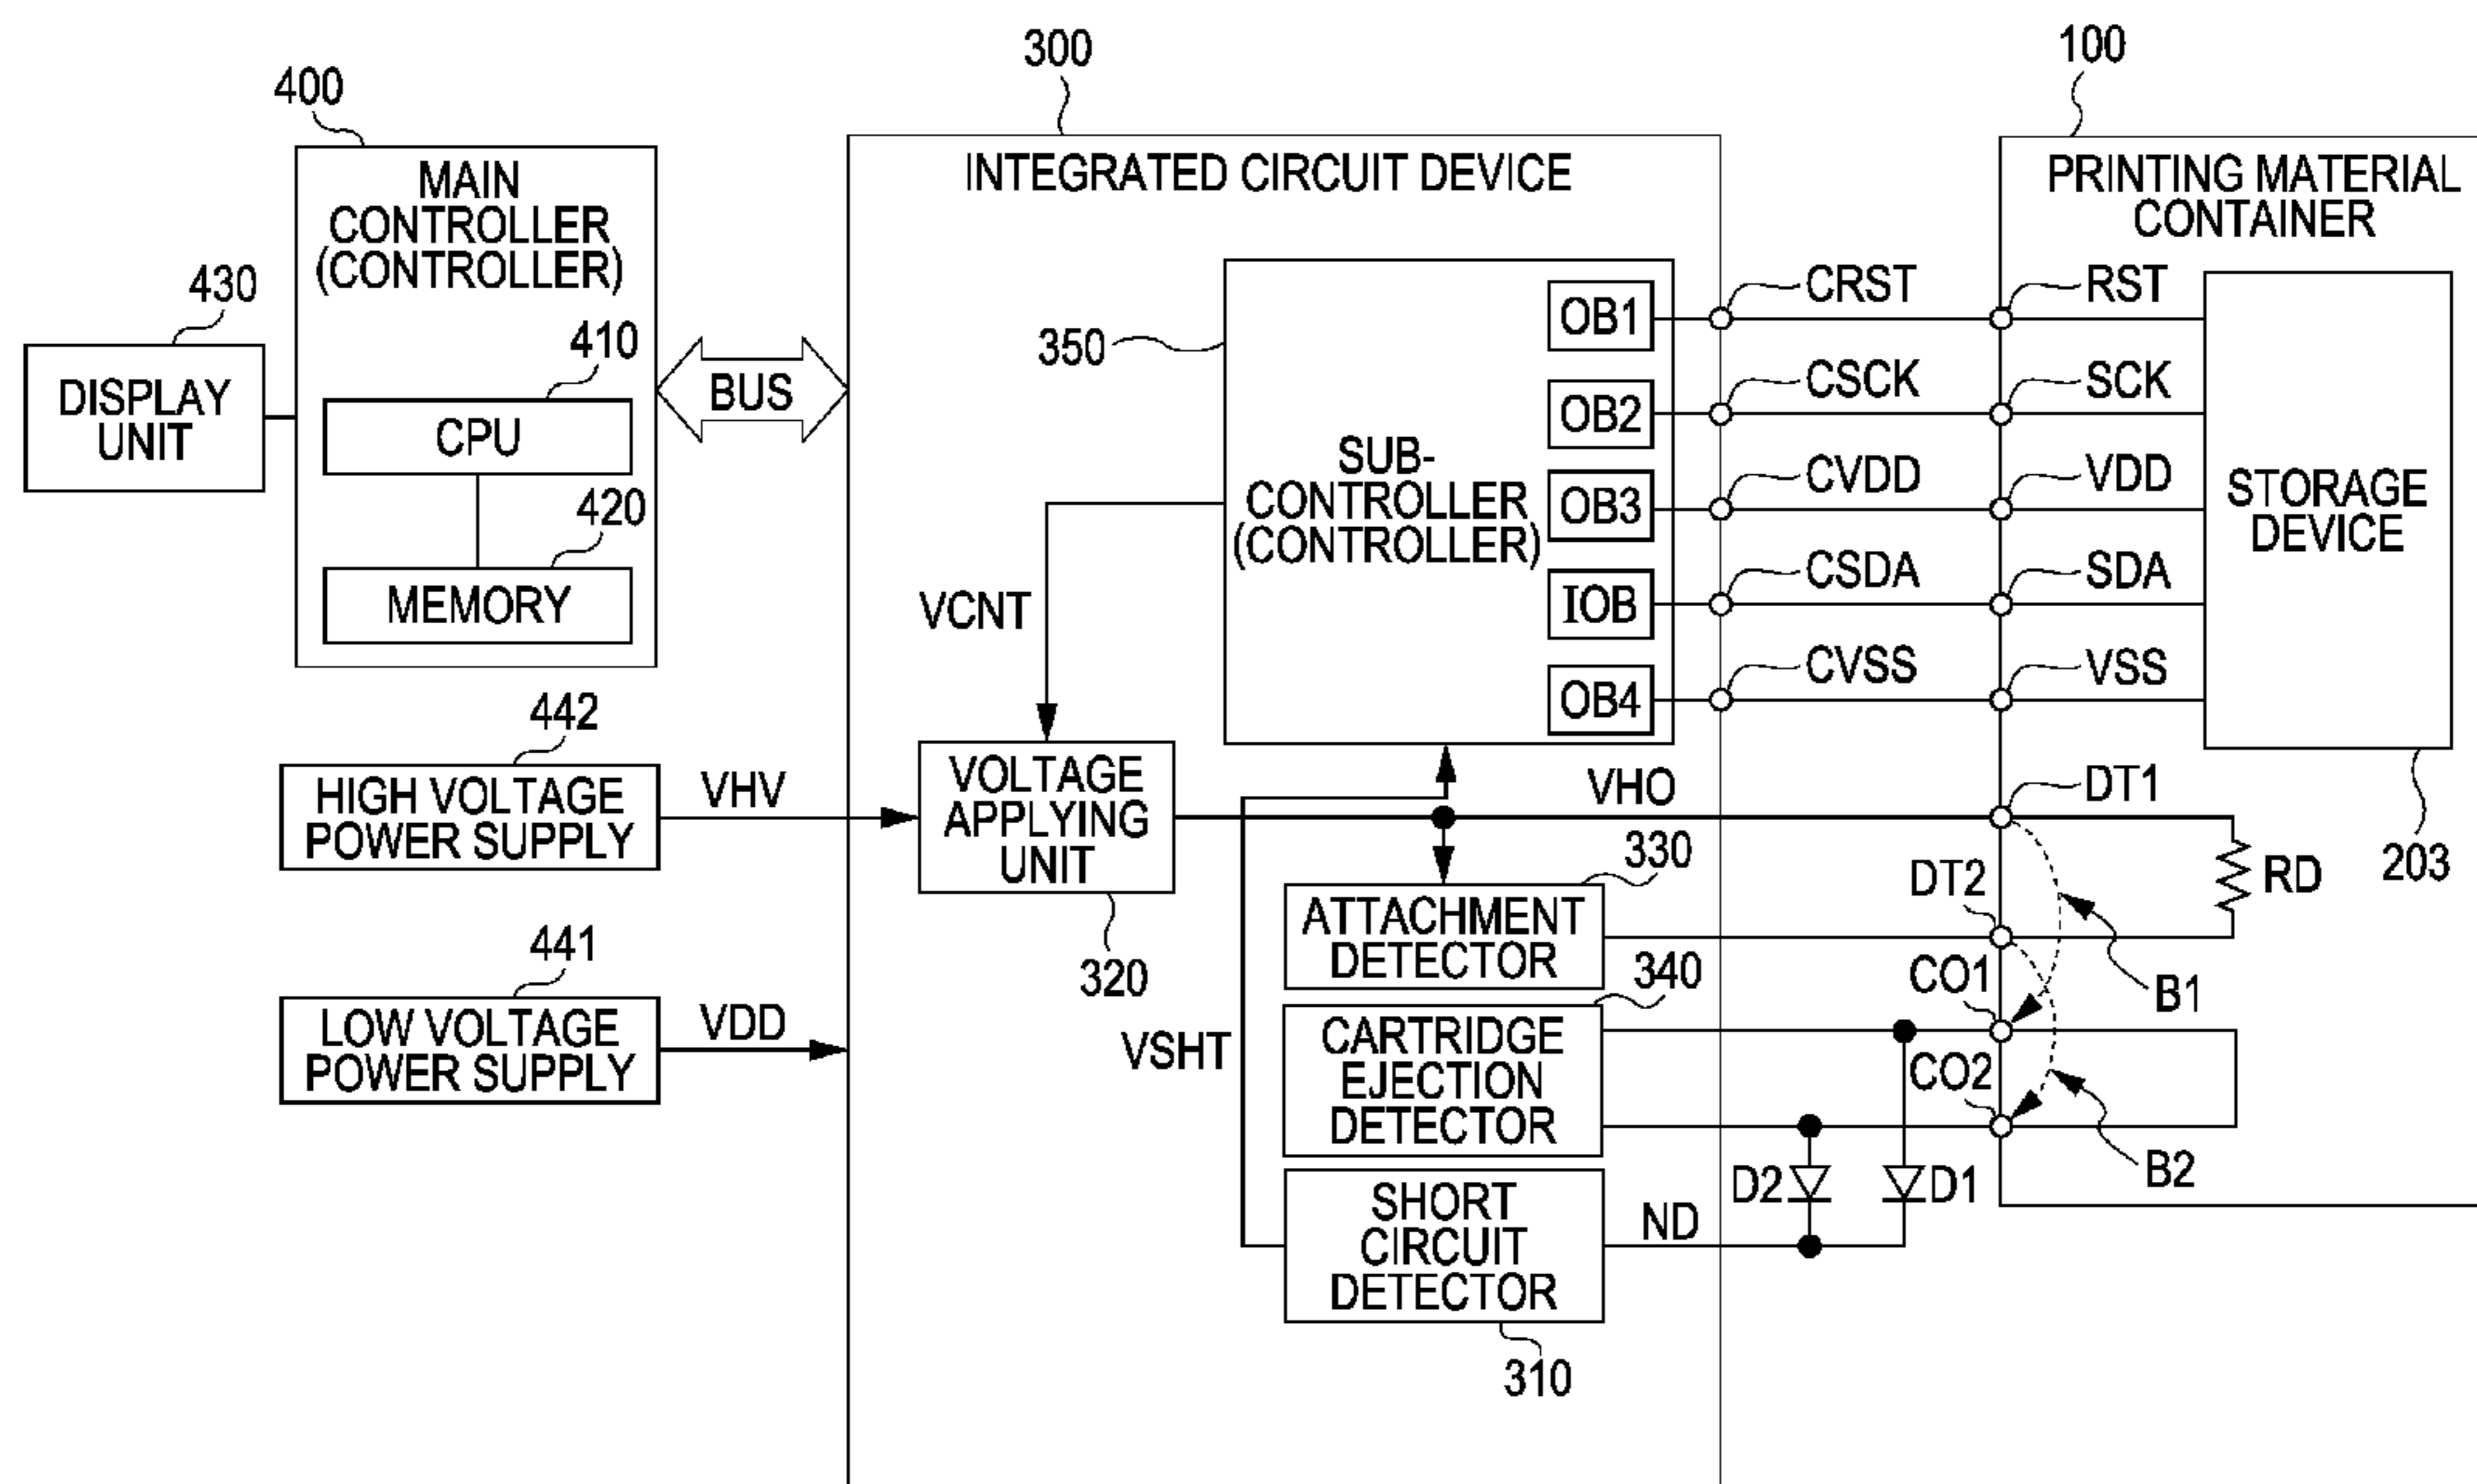 300
100
400
MAIN
CONTROLLER
(CONTROLLER)
INTEGRATED CIRCUIT DEVICE
PRINTING MATERIAL
CONTAINER
430
DISPLAY
UNIT
410
CPU
420
MEMORY
BUS
350
SUB-
CONTROLLER
(CONTROLLER)
OB1
OB2
OB3
IOB
OB4
CRST
CSCK
CVDD
CSDA
CVSS
RST
SCK
VDD
SDA
VSS
STORAGE
DEVICE
203
VCNT
442
HIGH VOLTAGE
POWER SUPPLY
VHV
VOLTAGE
APPLYING
UNIT
320
VHO
DT1
330
ATTACHMENT
DETECTOR
DT2
RD
441
LOW VOLTAGE
POWER SUPPLY
VDD
340
CO1
B1
VSHT
CARTRIDGE
EJECTION
DETECTOR
CO2
B2
D2
D1
SHORT
CIRCUIT
DETECTOR
ND
310